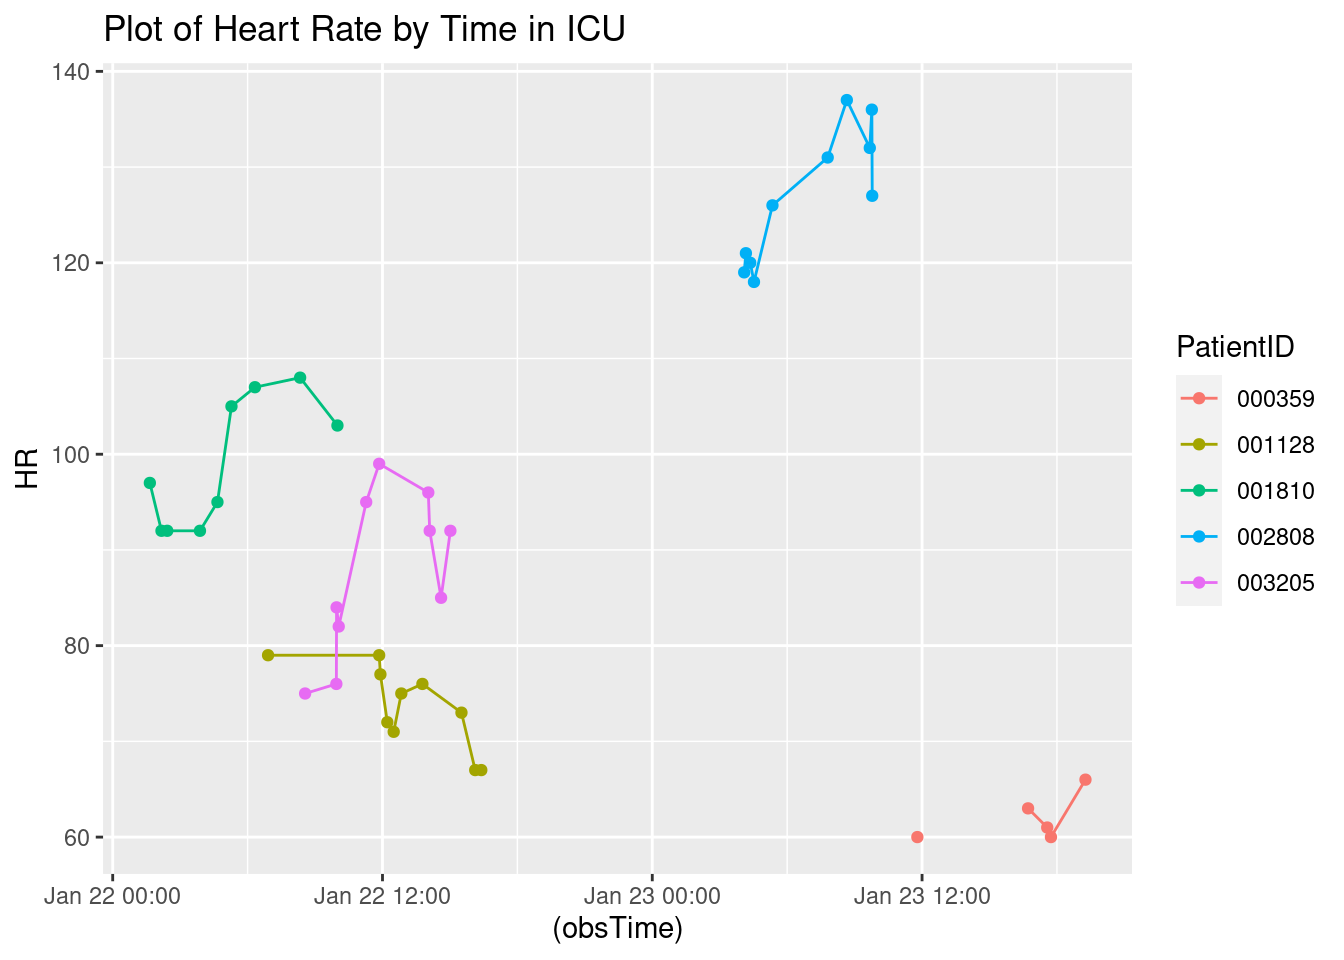 Plot of Heart Rate by Time in ICU
140
120
100
80
60
HR
Jan 22 00:00
Jan 22 12:00
Jan 23 00:00
Jan 23 12:00
(obsTime)
PatientID
000359
001128
001810
002808
003205